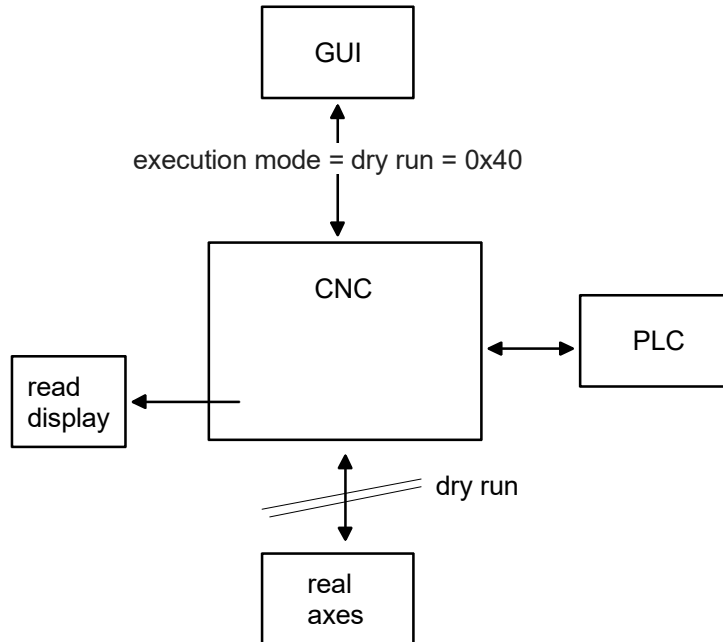 GUI
execution mode = dry run = 0x40
CNC
PLC
read
display
dry run
real
axes